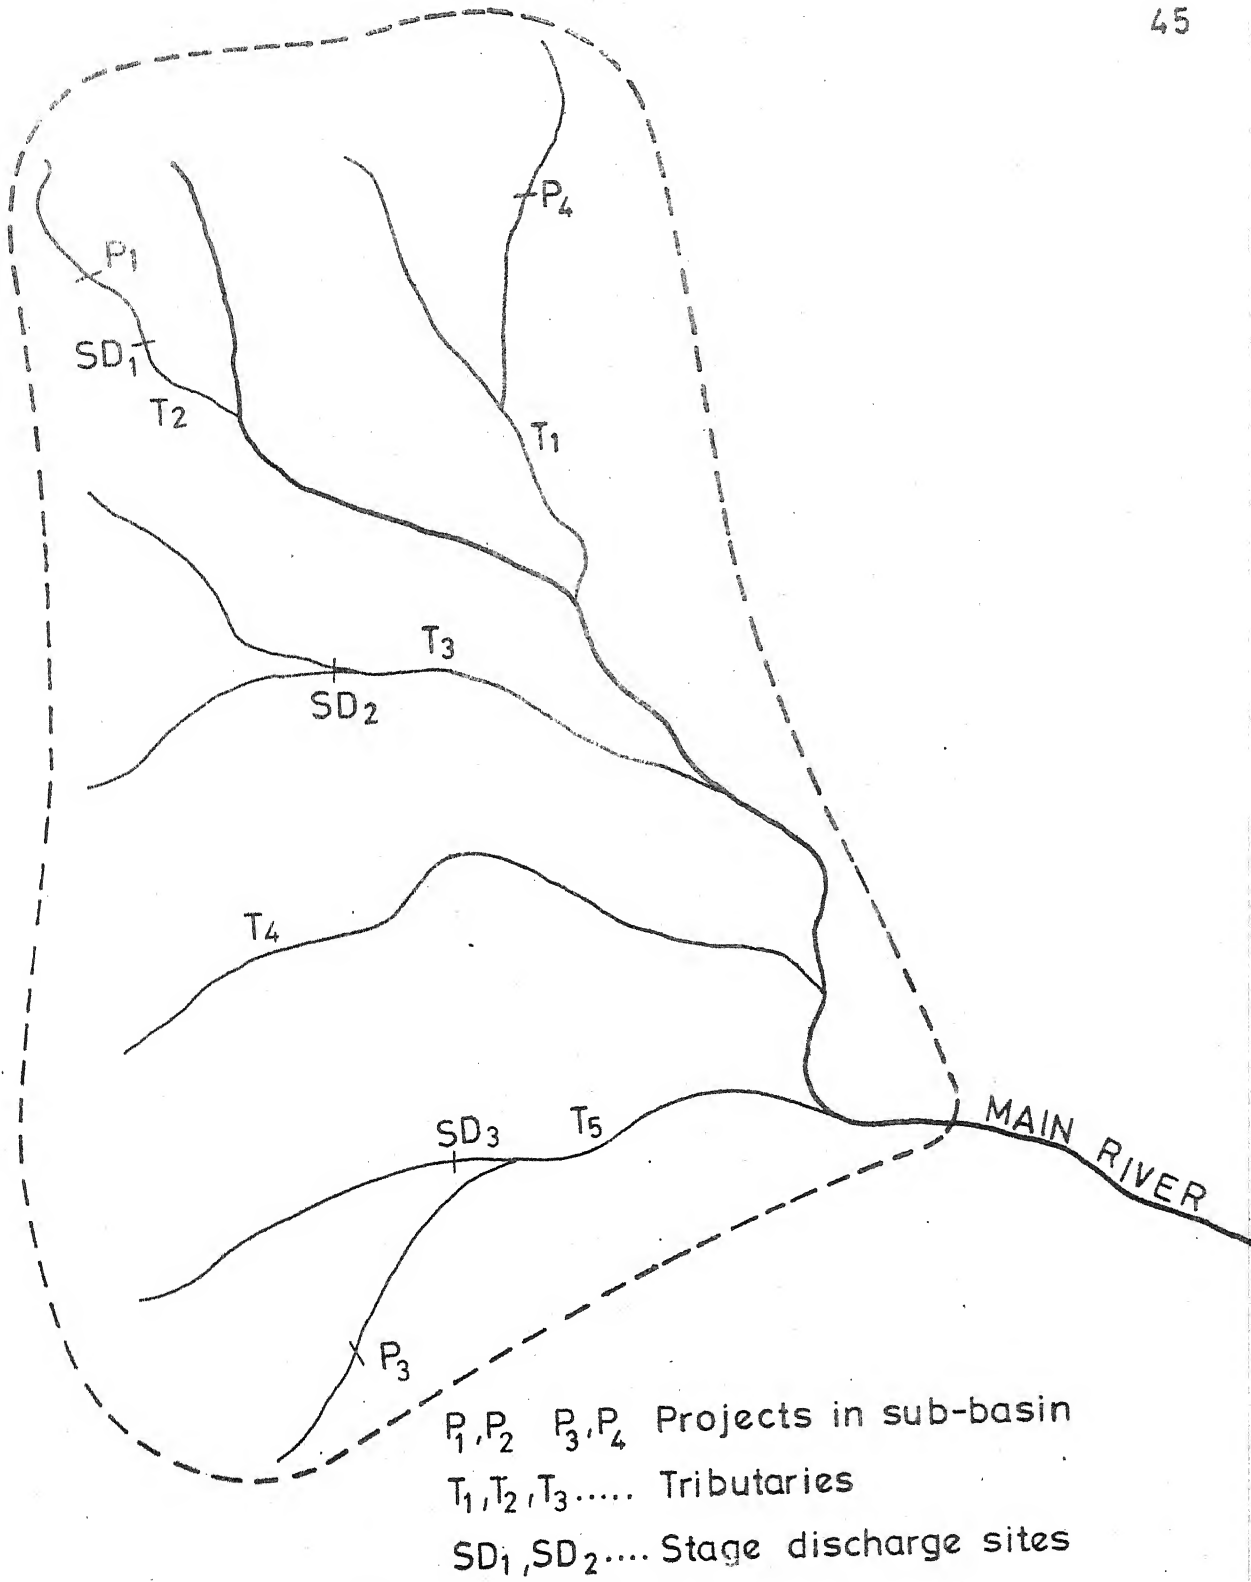 45
P4
P1
SD1
T2
T1
T3
SD2
T4
SD3
T5
MAIN RIVER
P3
P1,P2 P3,P4 Projects in sub-basin
T1,T2,T3..... Tributaries
SD1,SD2.... Stage discharge sites